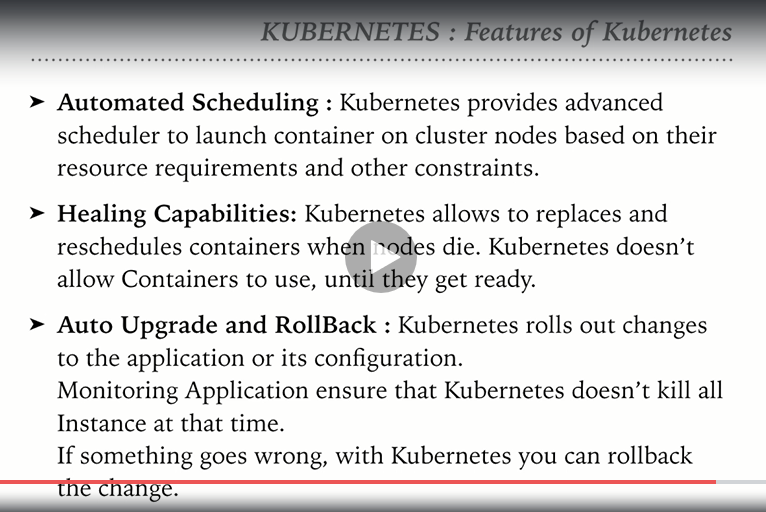 KUBERNETES : Features of Kubernetes
➤ Automated Scheduling : Kubernetes provides advanced
scheduler to launch container on cluster nodes based on their
resource requirements and other constraints.
➤ Healing Capabilities: Kubernetes allows to replaces and
reschedules containers when nodes die. Kubernetes doesn’t
allow Containers to use, until they get ready.
➤ Auto Upgrade and RollBack : Kubernetes rolls out changes
to the application or its configuration.
Monitoring Application ensure that Kubernetes doesn’t kill all
Instance at that time.
If something goes wrong, with Kubernetes you can rollback
the change.